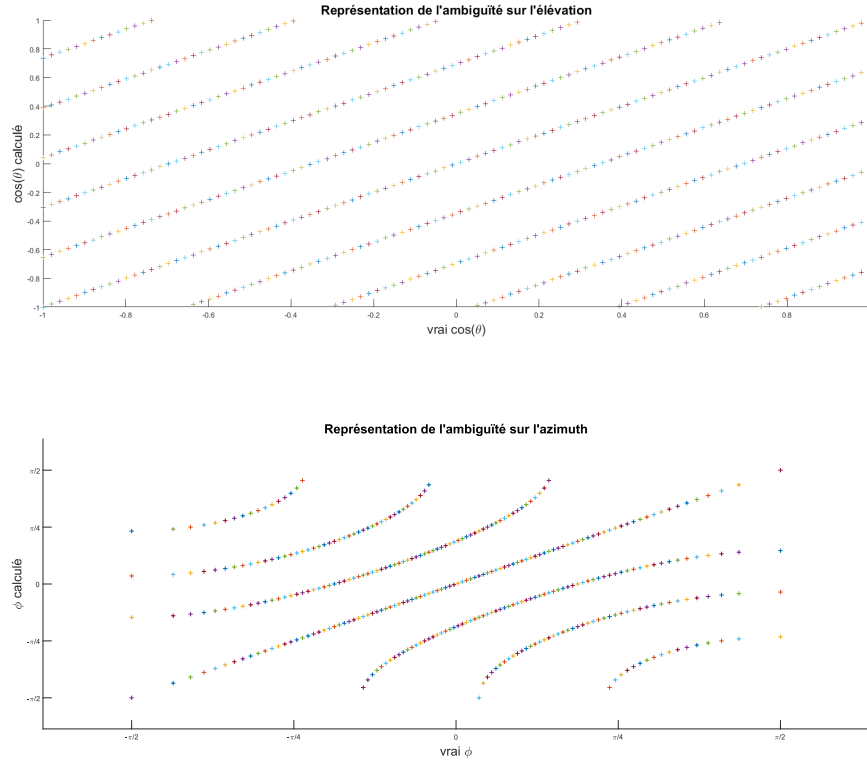 Représentation de l'ambiguïté sur l'élévation
1
0.8
0.6
0.4
0.2
0
-0.2
-0.4
-0.6
-0.8
-1
cos(θ) calculé
-1 -0.8 -0.6 -0.4 -0.2 0 0.2 0.4 0.6 0.8
vrai cos(θ)
Représentation de l'ambiguïté sur l'azimuth
π/2
π/4
0
-π/4
-π/2
ϕ calculé
-π/2 -π/4 0 π/4 π/2
vrai ϕ